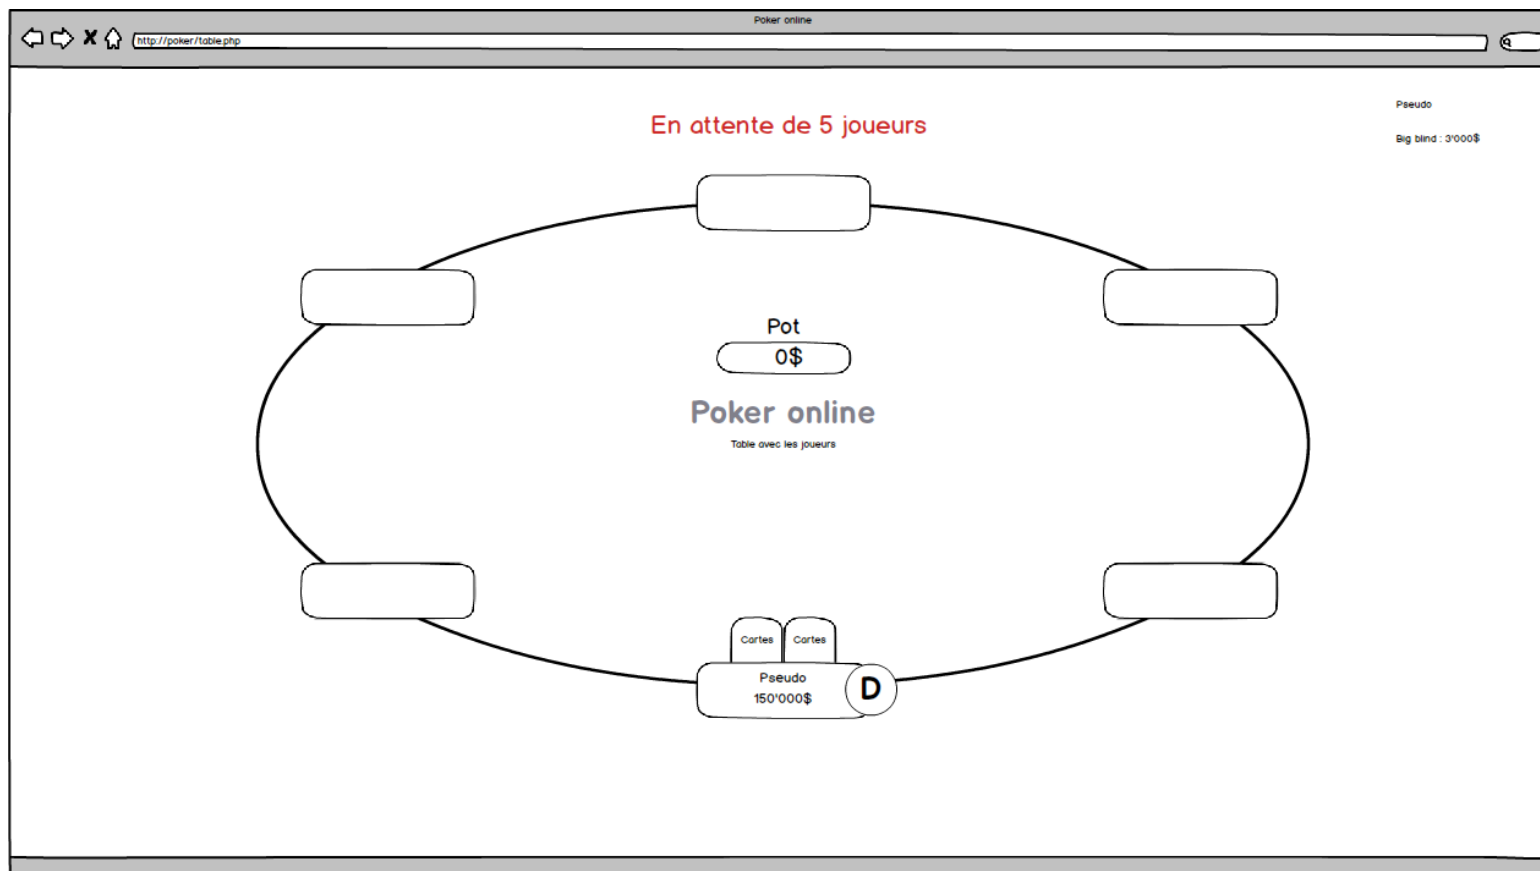 Poker online
http://poker/table.php
Pseudo
En attente de 5 joueurs
Big blind : 3'000$
Pot
0$
Poker online
Table avec les joueurs
Cartes Cartes
Pseudo
150'000$
D